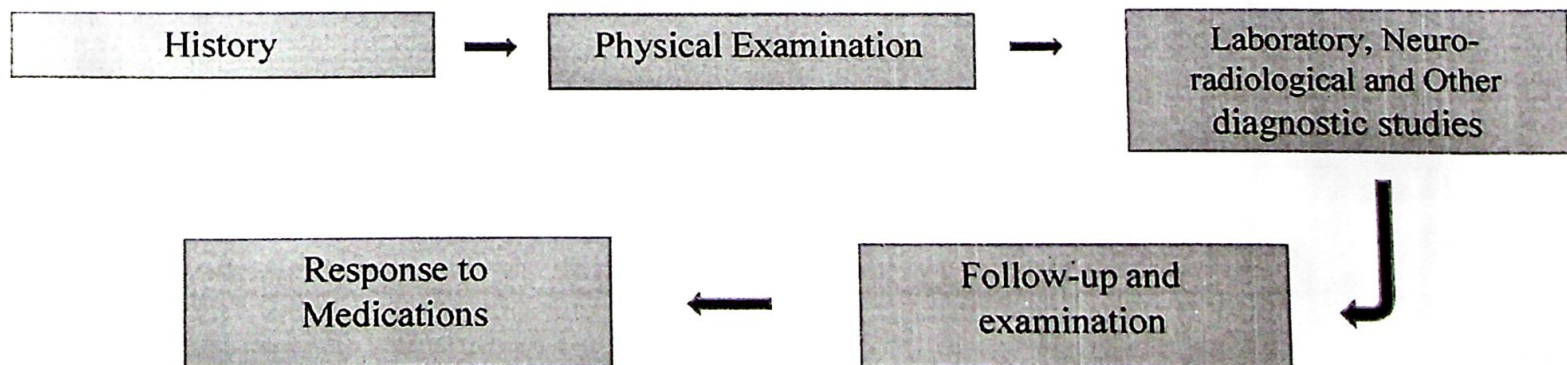 History
Physical Examination
Laboratory, Neuro-
radiological and Other
diagnostic studies
Follow-up and
examination
Response to
Medications